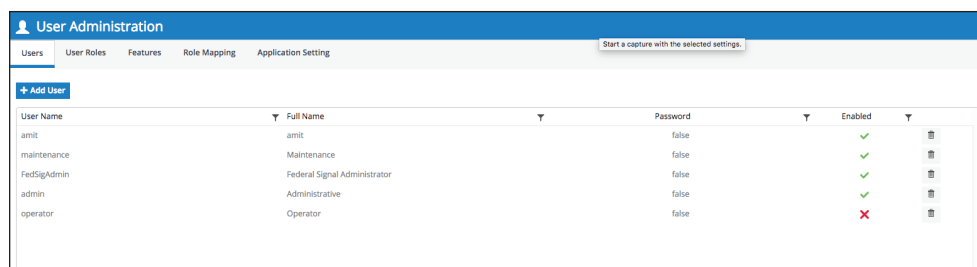 User Administration
Users User Roles Features Role Mapping Application Setting
Start a capture with the selected settings.
+ Add User
User Name Full Name Password Enabled
amit amit false
maintenance Maintenance false
FedSigAdmin Federal Signal Administrator false
admin Administrative false
operator Operator false